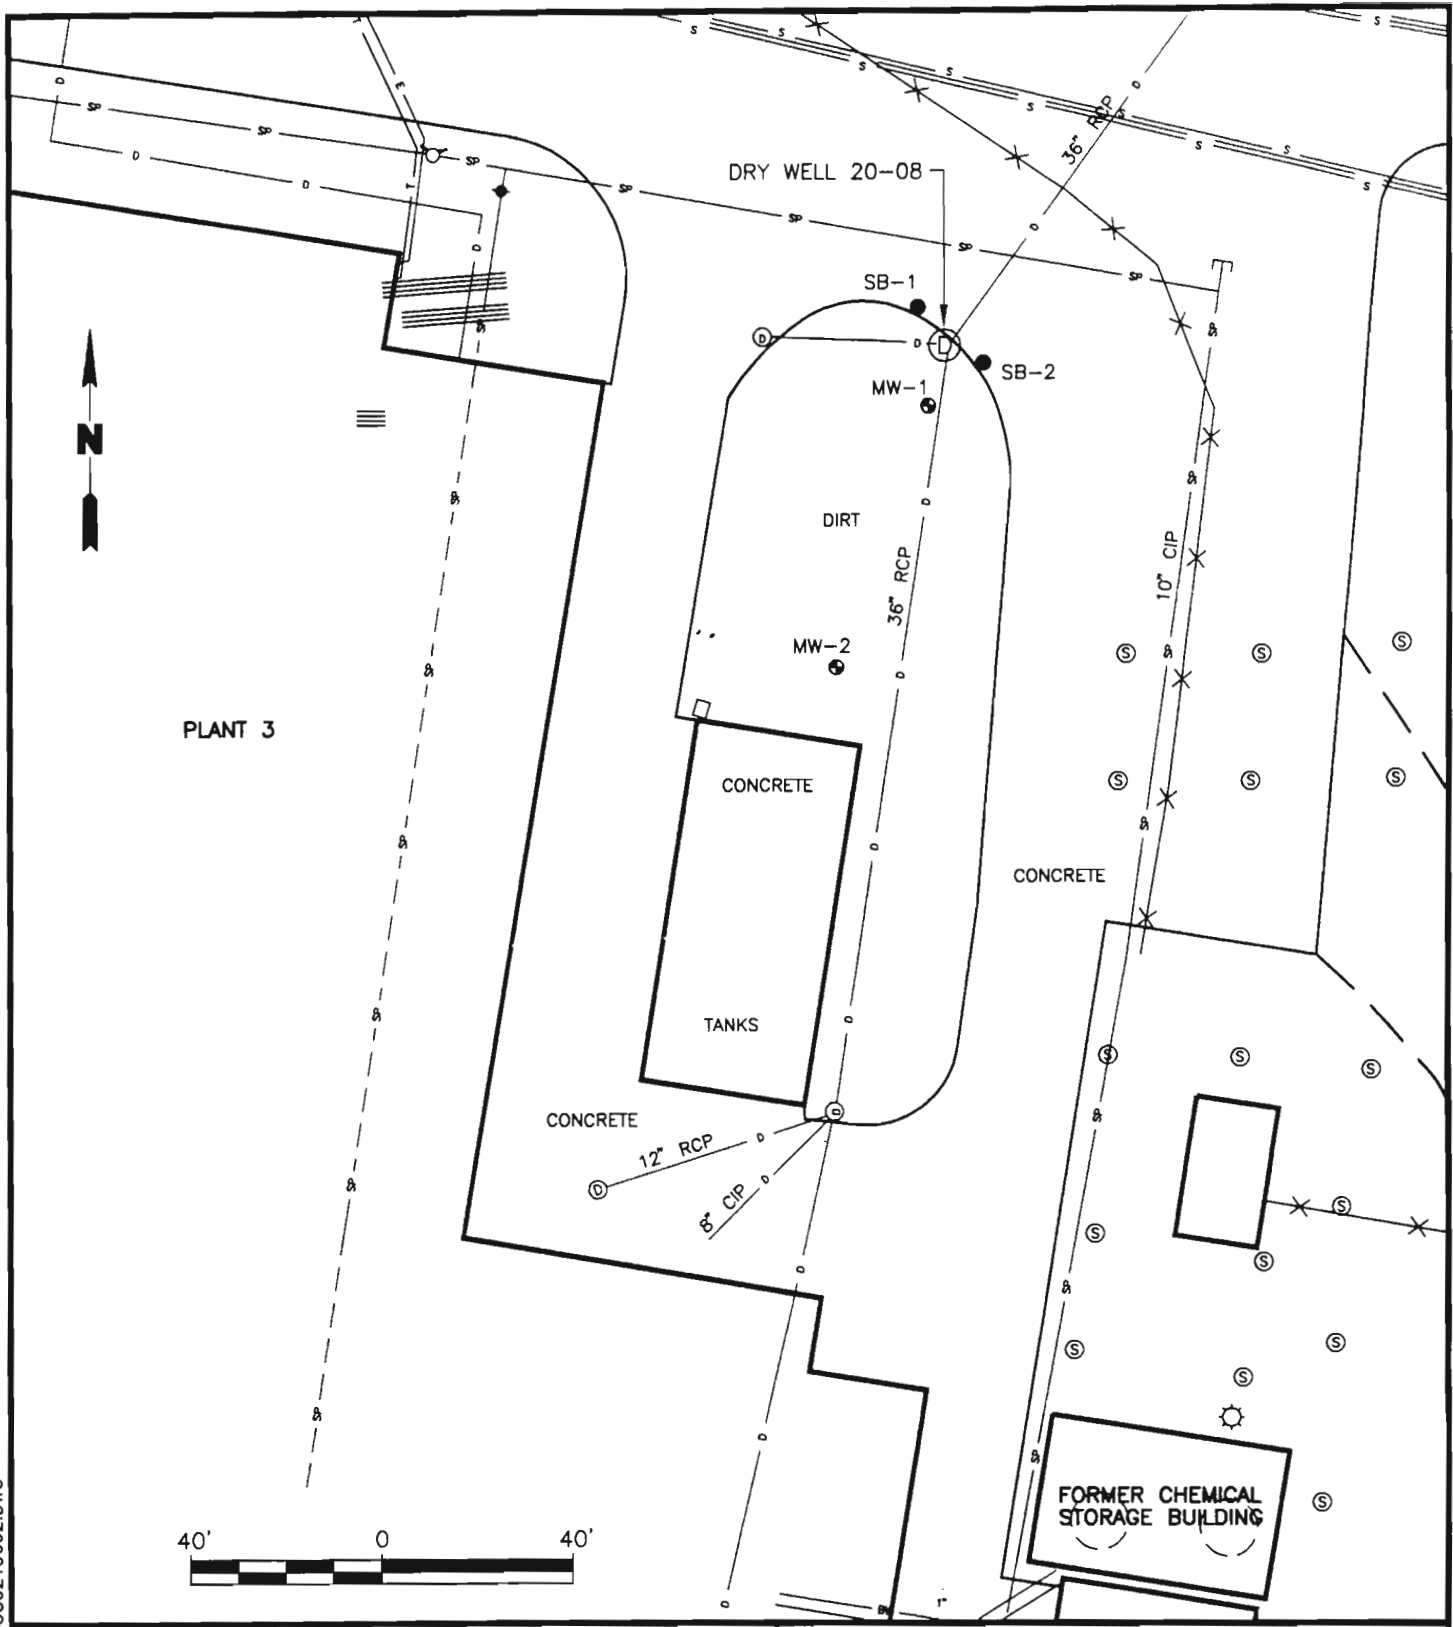 36" RCP
DRY WELL 20-08
SB-1
SB-2
MW-1
N
DIRT
36" RCP
10" CIP
MW-2
PLANT 3
CONCRETE
CONCRETE
TANKS
CONCRETE
12" RCP
8" CIP
FORMER CHEMICAL
STORAGE BUILDING
40' 0 40'